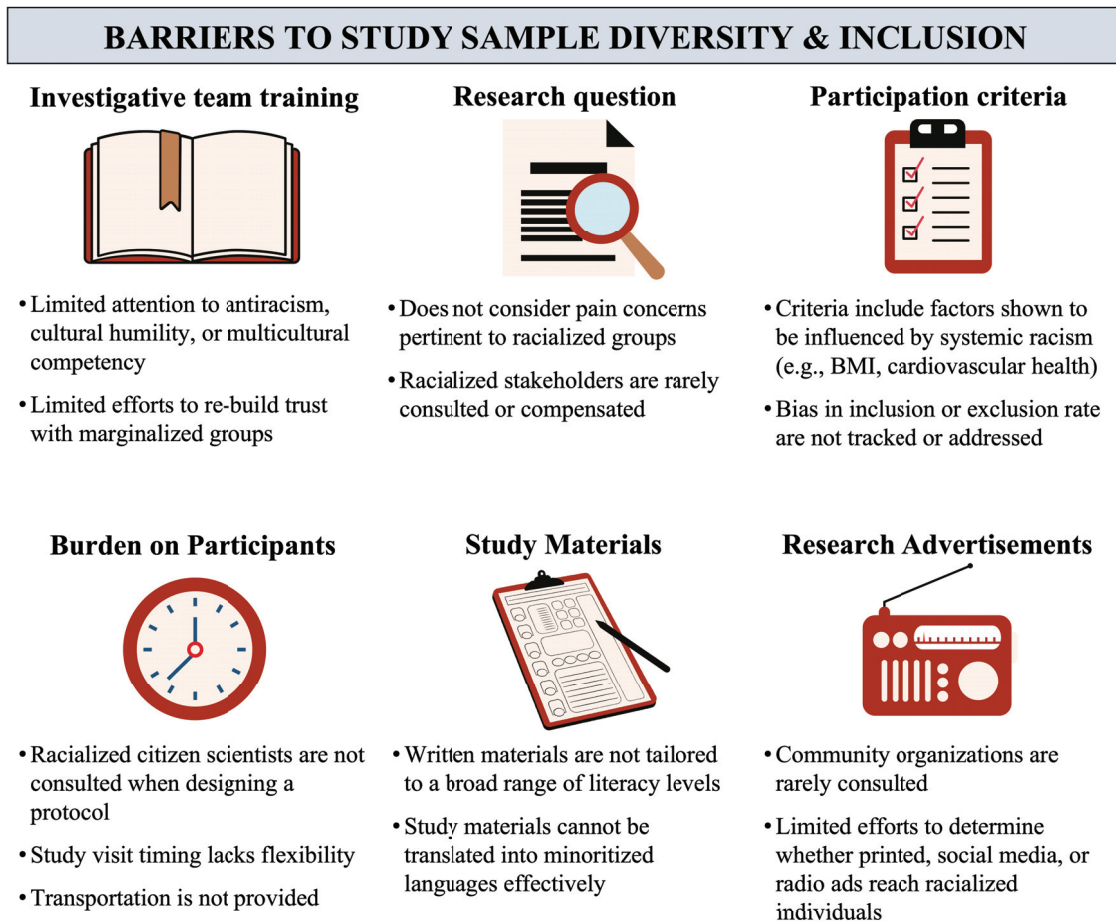 BARRIERS TO STUDY SAMPLE DIVERSITY & INCLUSION
Investigative team training
• Limited attention to antiracism,
cultural humility, or multicultural
competency
• Limited efforts to re-build trust
with marginalized groups
Research question
• Does not consider pain concerns
pertinent to racialized groups
• Racialized stakeholders are rarely
consulted or compensated
Participation criteria
• Criteria include factors shown to
be influenced by systemic racism
(e.g., BMI, cardiovascular health)
• Bias in inclusion or exclusion rate
are not tracked or addressed
Burden on Participants
• Racialized citizen scientists are not
consulted when designing a
protocol
• Study visit timing lacks flexibility
• Transportation is not provided
Study Materials
• Written materials are not tailored
to a broad range of literacy levels
• Study materials cannot be
translated into minoritized
languages effectively
Research Advertisements
• Community organizations are
rarely consulted
• Limited efforts to determine
whether printed, social media, or
radio ads reach racialized
individuals